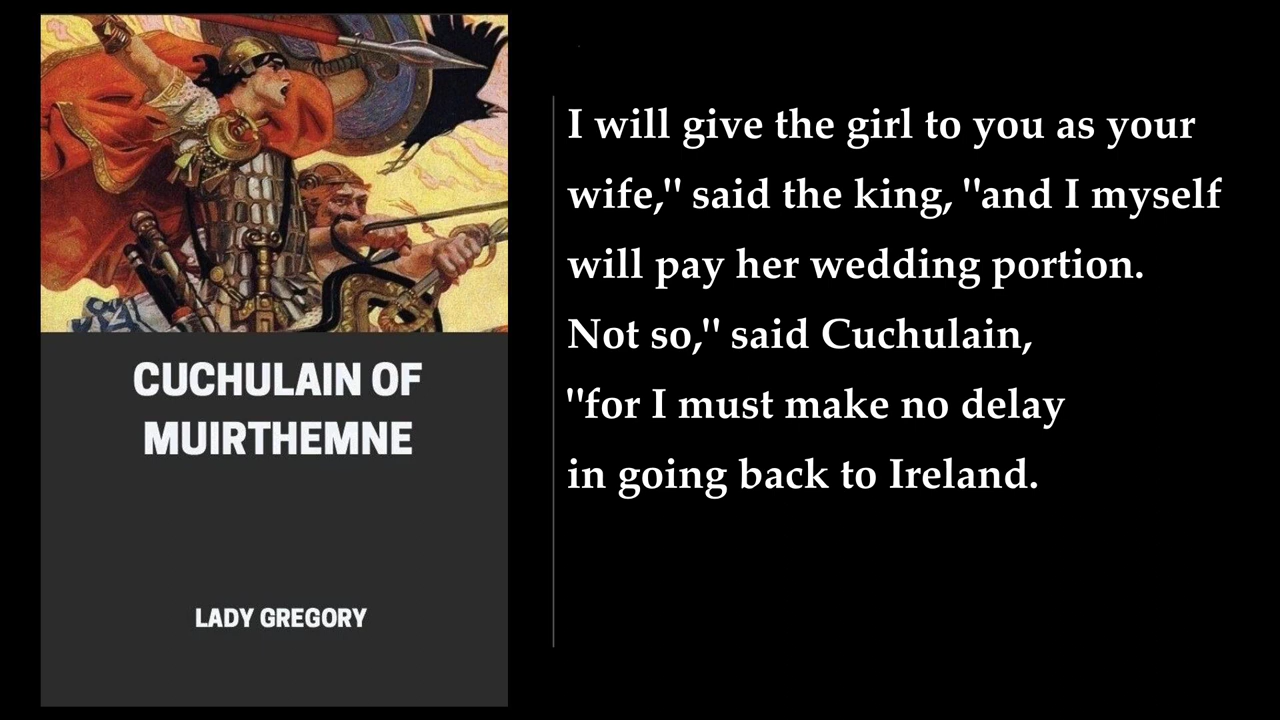 CUCHULAIN OF
MUIRTHEMNE
LADY GREGORY
I will give the girl to you as your
wife," said the king, "and I myself
will pay her wedding portion.
Not so," said Cuchulain,
"for I must make no delay
in going back to Ireland.